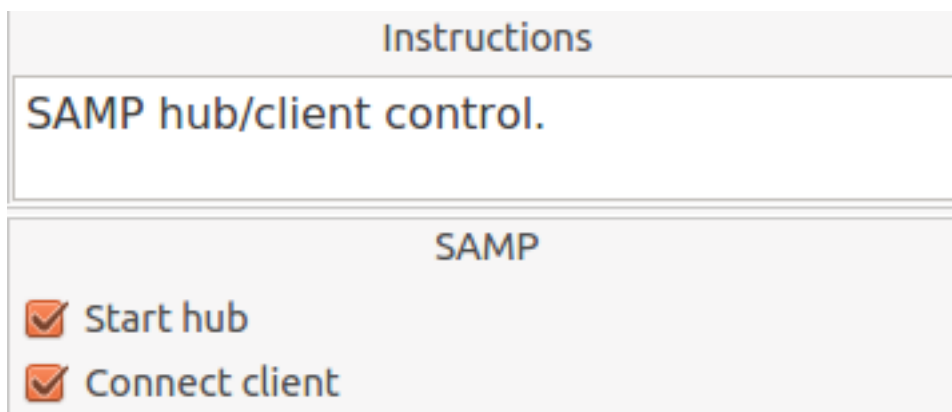 Instructions
SAMP hub/client control.
SAMP
Start hub
Connect client